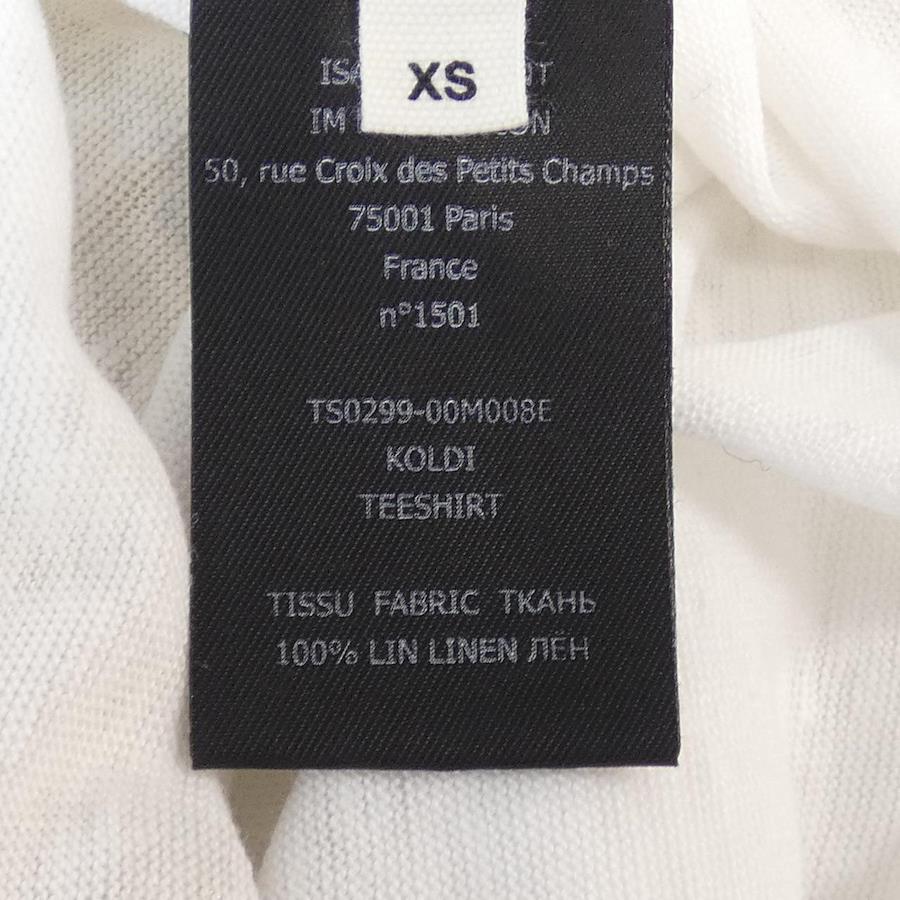 XS
50, rue Croix des Petits Champs
75001 Paris
France
n°1501
TS0299-00M008E
KOLDI
TEESHIRT
TISSU FABRIC ТКАНЬ
100% LIN LINEN ЛЁН